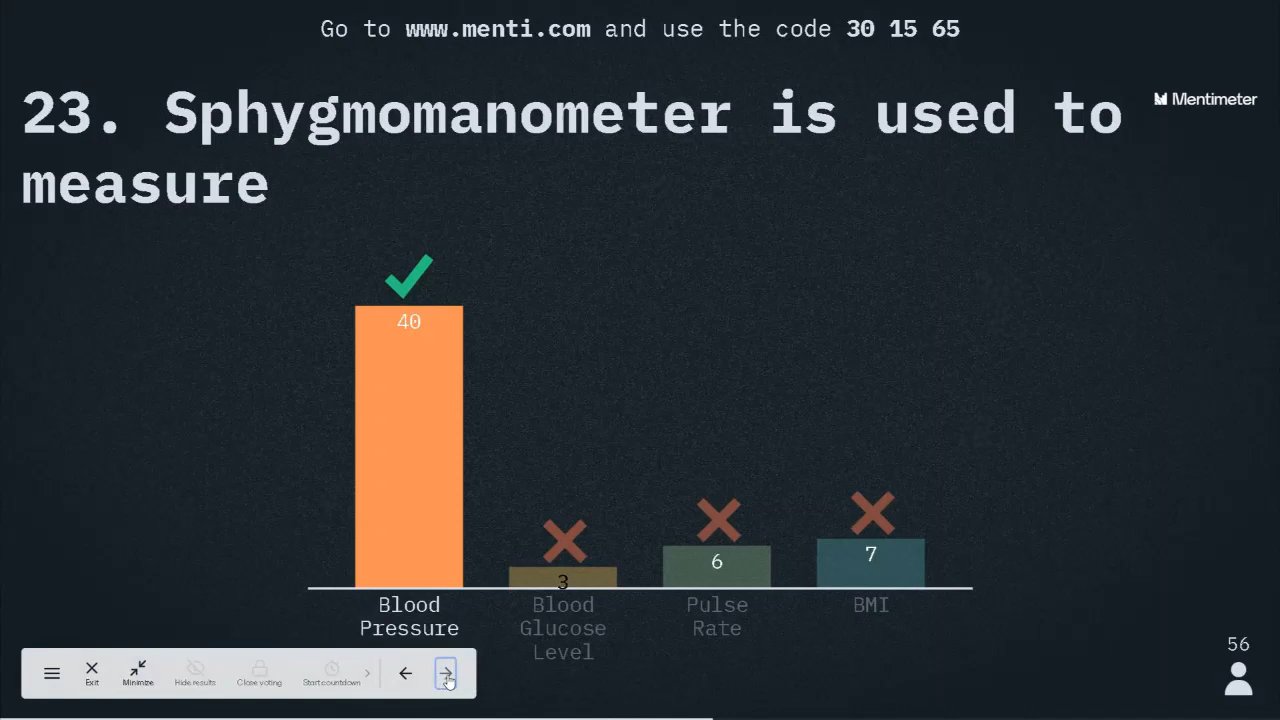 Go to www.menti.com and use the code 30 15 65
23. Sphygmomanometer is used to
measure
Mentimeter
40
3
6
7
Blood
Pressure
Blood
Glucose
Level
Pulse
Rate
BMI
Exit
Minimize
Hide results
Close voting
Start countdown
56